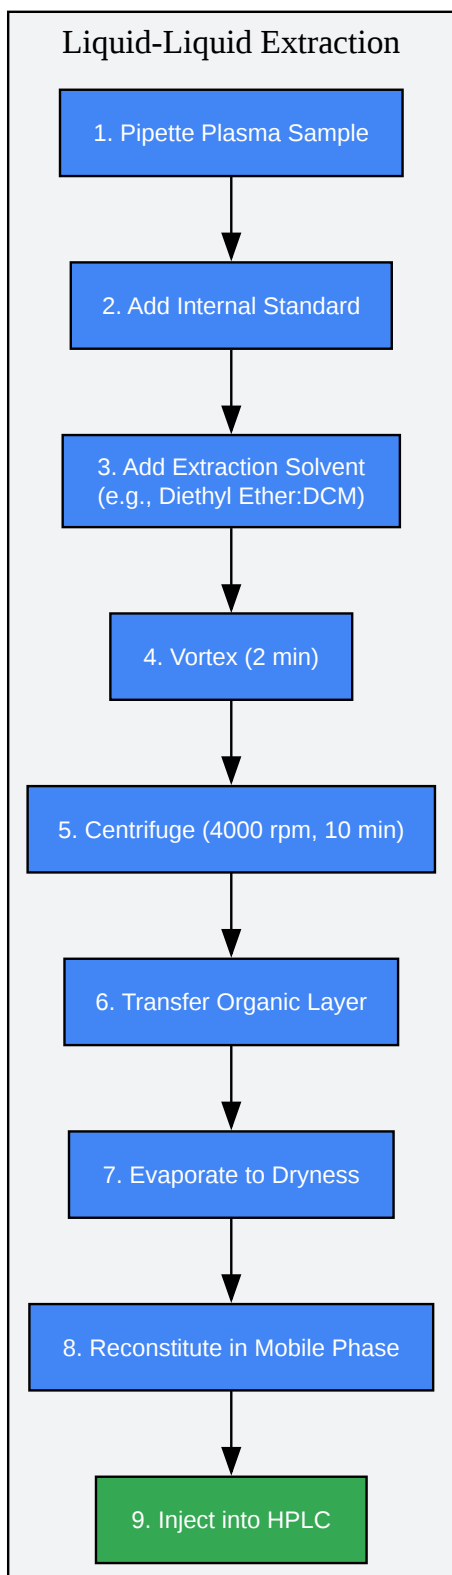 Liquid-Liquid Extraction
1. Pipette Plasma Sample
2. Add Internal Standard
3. Add Extraction Solvent
(e.g., Diethyl Ether:DCM)
4. Vortex (2 min)
5. Centrifuge (4000 rpm, 10 min)
6. Transfer Organic Layer
7. Evaporate to Dryness
8. Reconstitute in Mobile Phase
9. Inject into HPLC